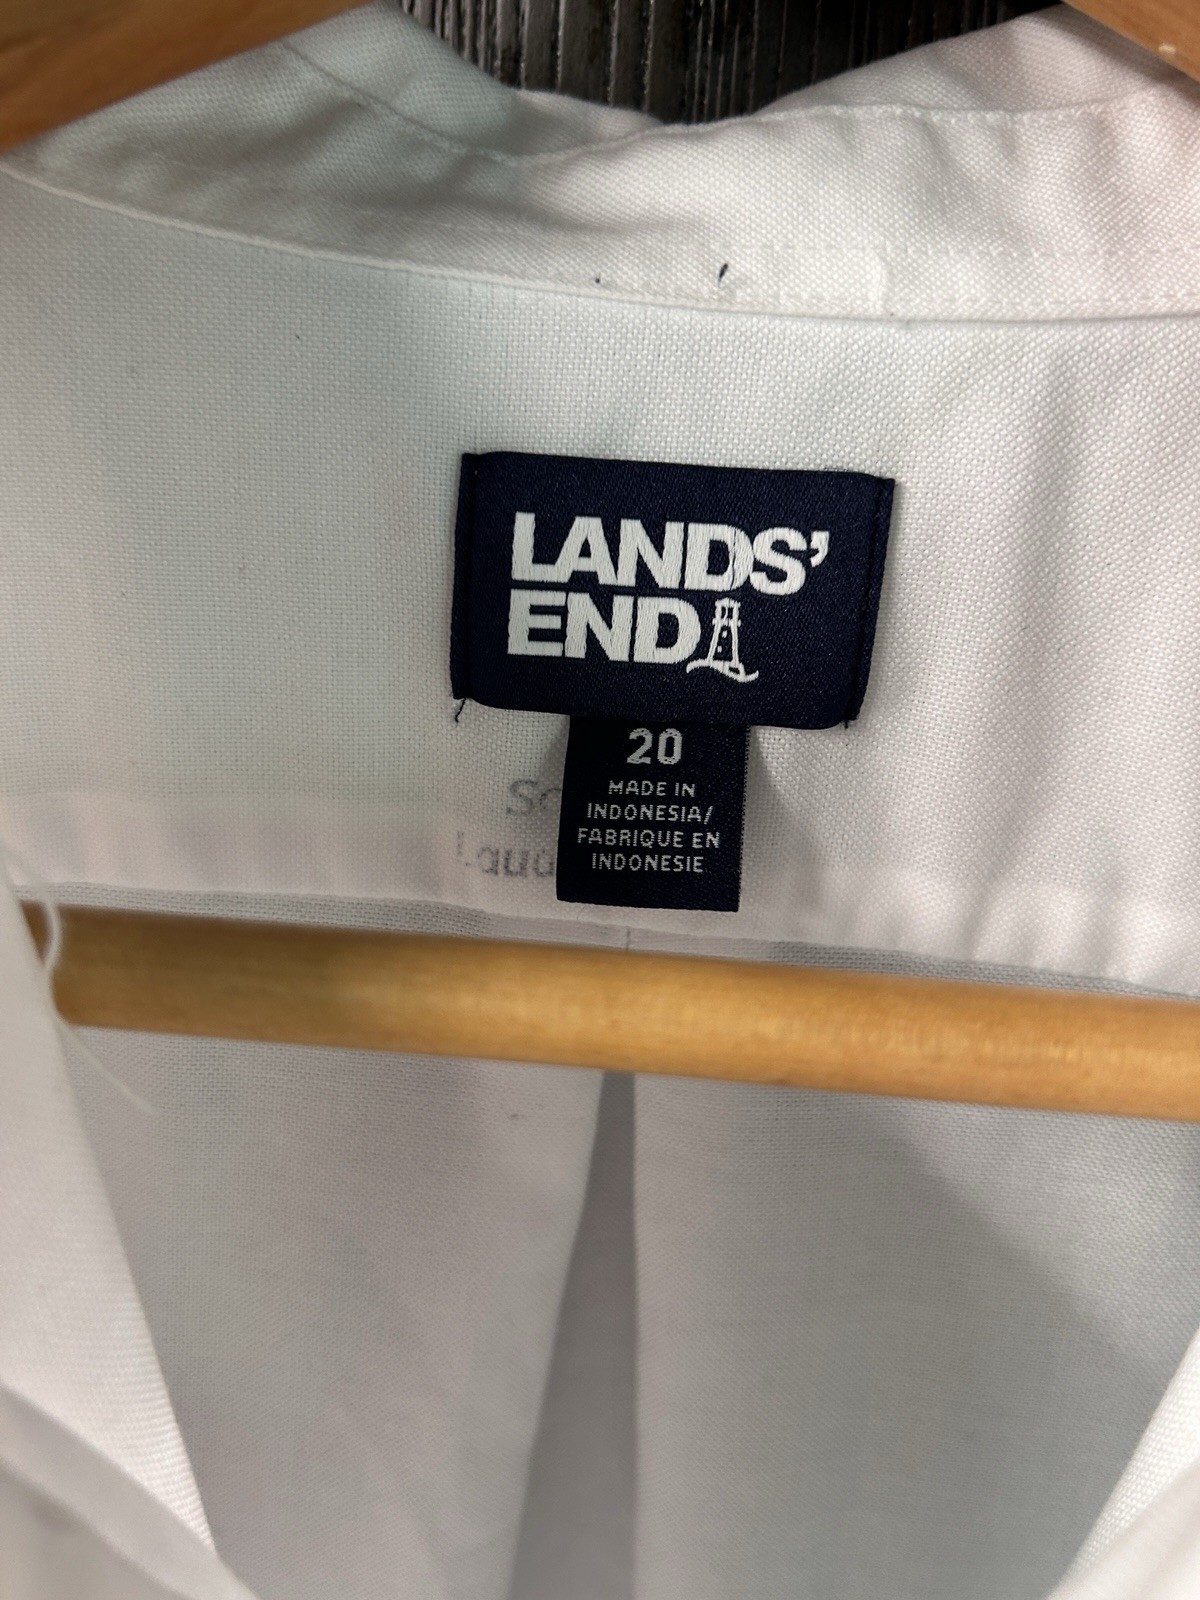 LANDS'
END
20
MADE IN
INDONESIA/
FABRIQUE EN
INDONESIE